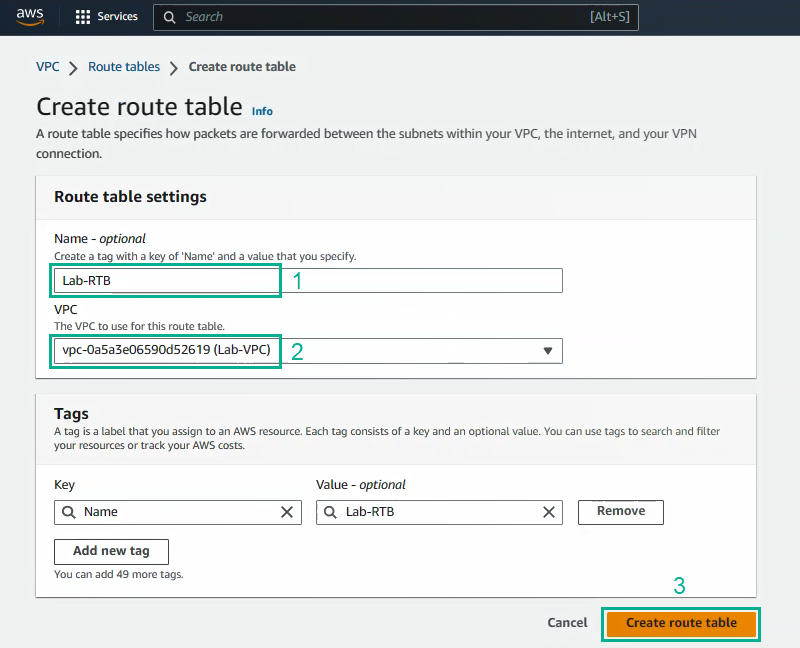 aws
Services
Search
[Alt+S]
VPC
Route tables
Create route table
Create route table Info
A route table specifies how packets are forwarded between the subnets within your VPC, the internet, and your VPN
connection.
Route table settings
Name - optional
Create a tag with a key of 'Name' and a value that you specify.
Lab-RTB
1
VPC
The VPC to use for this route table.
vpc-0a5a3e06590d52619 (Lab-VPC)
2
Tags
A tag is a label that you assign to an AWS resource. Each tag consists of a key and an optional value. You can use tags to search and filter
your resources or track your AWS costs.
Key
Value - optional
Name
Lab-RTB
Remove
Add new tag
You can add 49 more tags.
3
Cancel
Create route table